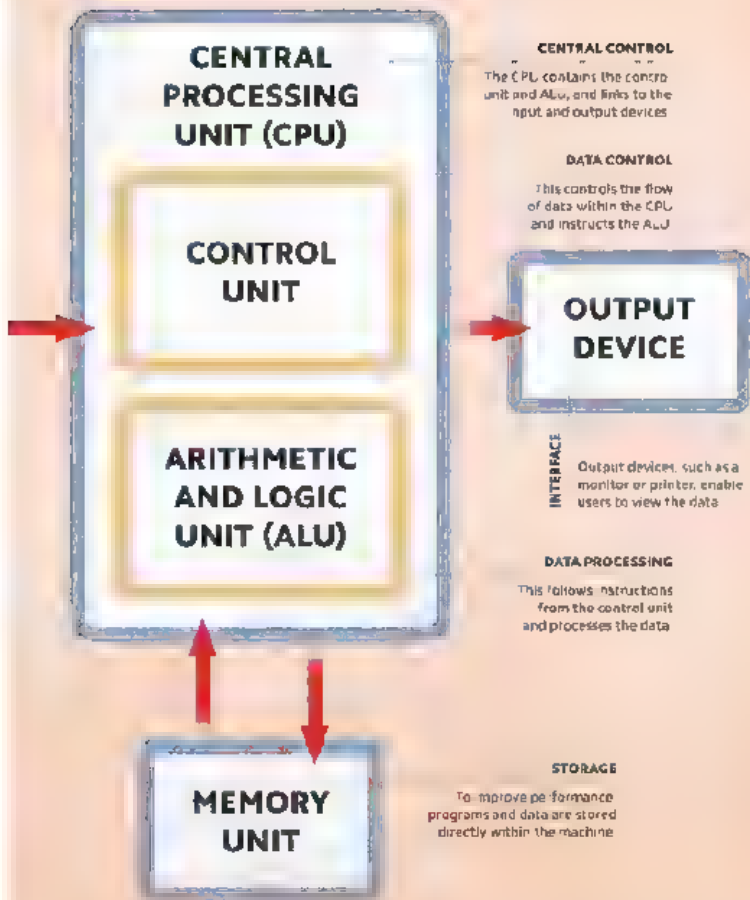 CENTRAL
PROCESSING
UNIT (CPU)
CENTRAL CONTROL
The CPU contains the contro
unit and ALU, and links to the
nput and output devices
DATA CONTROL
This controls the flow
of data within the CPU
and instructs the ALU
CONTROL
UNIT
OUTPUT
DEVICE
INTERFACE
Output devices, such as a
monitor or printer, enable
users to view the data
ARITHMETIC
AND LOGIC
UNIT (ALU)
DATA PROCESSING
This follows instructions
from the control unit
and processes the data
MEMORY
UNIT
STORAGE
To improve performance
programs and data are stored
directly within the machine